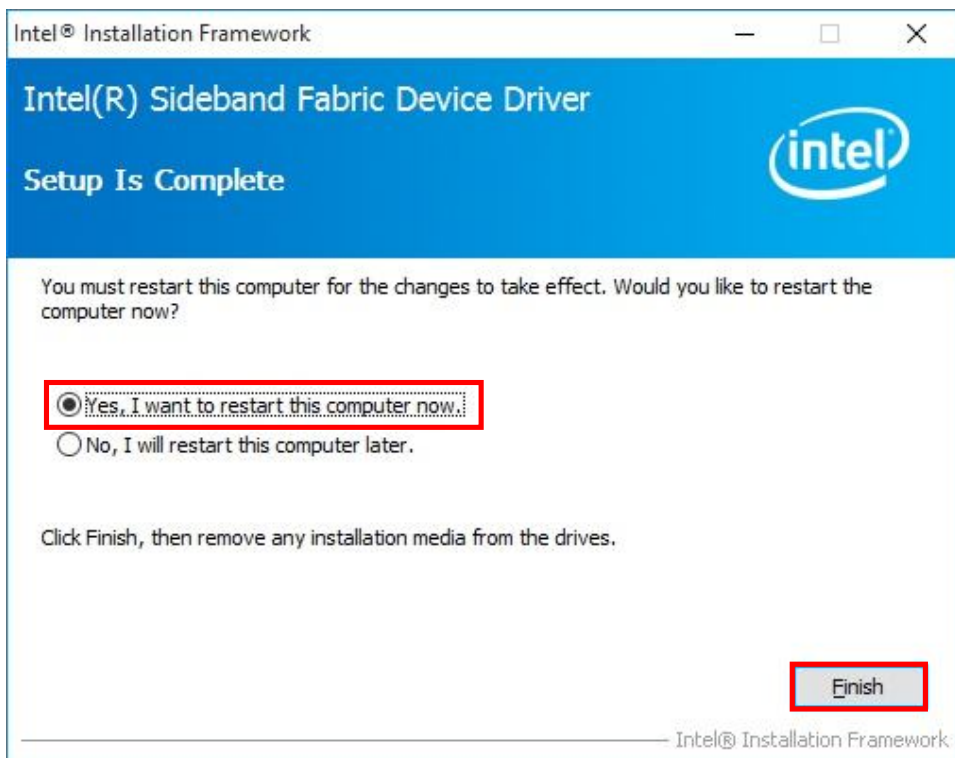 Intel® Installation Framework
Intel(R) Sideband Fabric Device Driver
intel
Setup Is Complete
You must restart this computer for the changes to take effect. Would you like to restart the
computer now?
Yes, I want to restart this computer now.
No, I will restart this computer later.
Click Finish, then remove any installation media from the drives.
Finish
Intel® Installation Framework